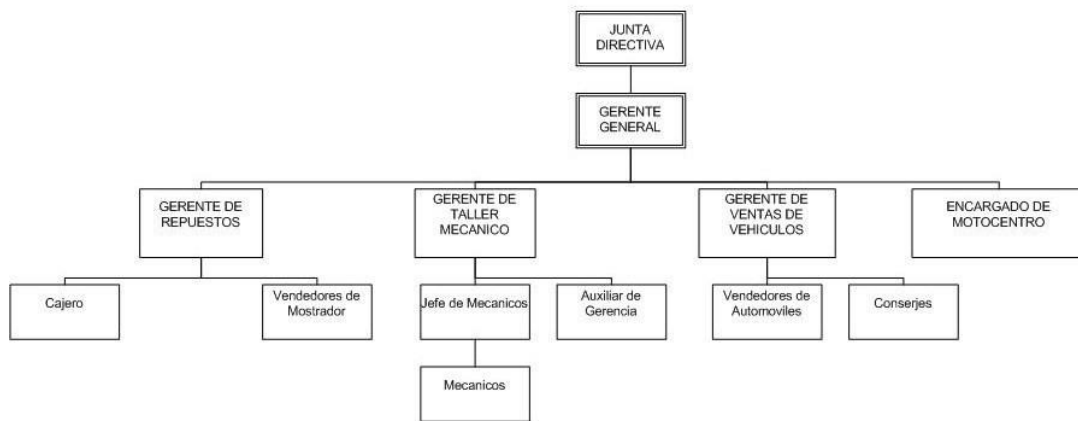 JUNTA
DIRECTIVA
GERENTE
GENERAL
GERENTE DE
REPUESTOS
GERENTE DE
TALLER
MECANICO
GERENTE DE
VENTAS DE
VEHICULOS
ENCARGADO DE
MOTOCENTRO
Cajero
Vendedores de
Mostrador
Jefe de Mecanicos
Auxiliar de
Gerencia
Vendedores de
Automoviles
Conserjes
Mecanicos